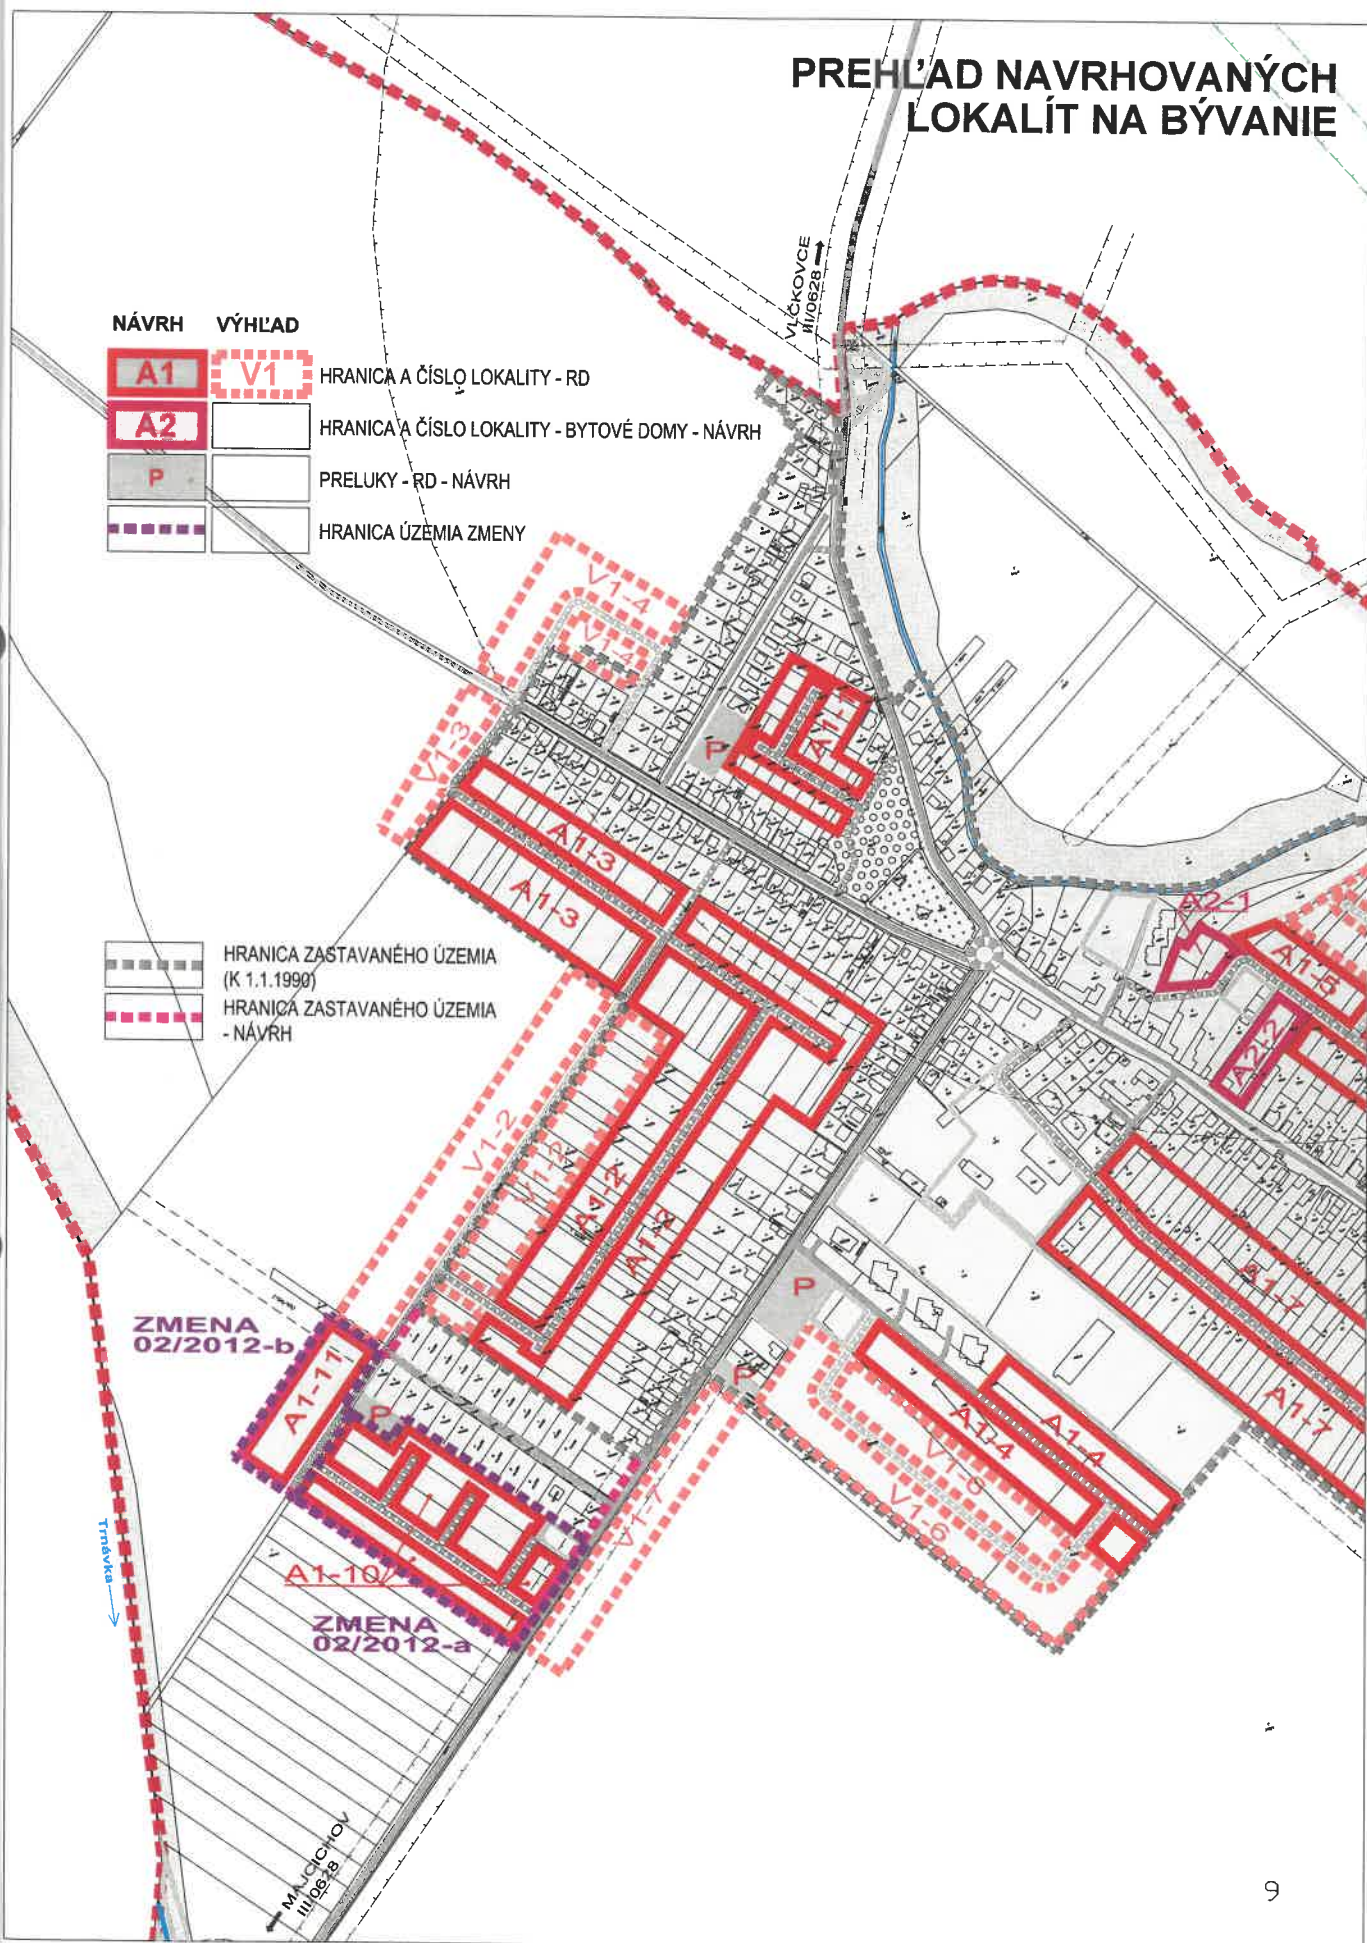 PREHĽAD NAVRHOVANÝCH
LOKALÍT NA BÝVANIE
VLČKOVCE
III/0628
NÁVRH VÝHĽAD
A1 V1 HRANICA A ČÍSLO LOKALITY - RD
A2 HRANICA A ČÍSLO LOKALITY - BYTOVÉ DOMY - NÁVRH
P PRELUKY - RD - NÁVRH
HRANICA ÚZEMIA ZMENY
V1-4
V1-4
V1-3
A1-1
P
A1-3
A1-3
A2-1
A1-5
A2-2
HRANICA ZASTAVANÉHO ÚZEMIA
(K 1.1.1990)
HRANICA ZASTAVANÉHO ÚZEMIA
- NÁVRH
V1-2
V1-2
A1-2
A1-2
A1-7
A1-7
P
P
ZMENA
02/2012-b
A1-11
P
A1-4
A1-4
V1-6
V1-6
V1-7
A1-10
ZMENA
02/2012-a
Trnávka
MAJCICHOV
III/0628
9